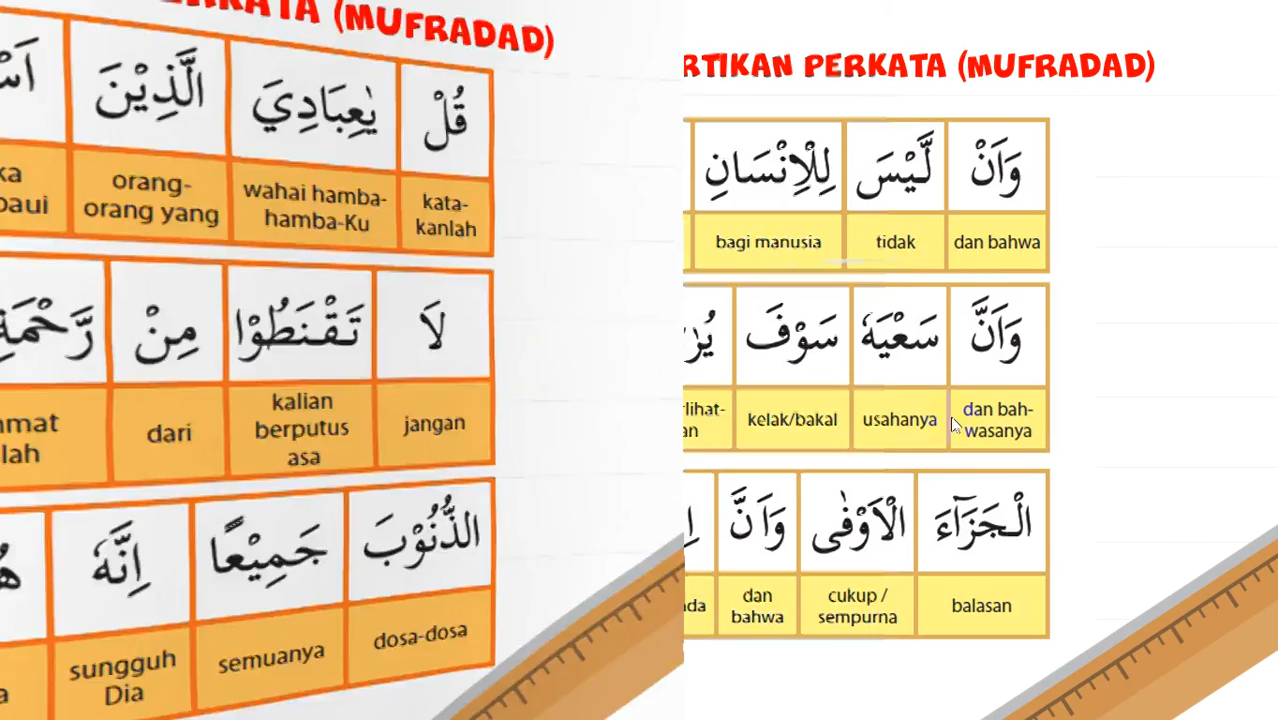 PERKATA (MUFRADAD)
قُلْ يٰعِبَادِيَ الَّذِيْنَ
kata-
kanlah
wahai hamba-
hamba-Ku
orang-
orang yang
لَا تَقْنَطُوْا مِنْ رَّحْمَةِ
jangan
kalian
berputus
asa
dari
الذُّنُوْبَ جَمِيْعًا اِنَّهٗ
dosa-dosa
semuanya
sungguh
Dia
RTIKAN PERKATA (MUFRADAD)
وَاَنْ لَّيْسَ لِلْاِنْسَانِ
dan bahwa
tidak
bagi manusia
وَاَنَّ سَعْيَهٗ سَوْفَ
dan bah-
wasanya
usahanya
kelak/bakal
الْجَزَاۤءَ الْاَوْفٰى وَاَنَّ
balasan
cukup /
sempurna
dan
bahwa